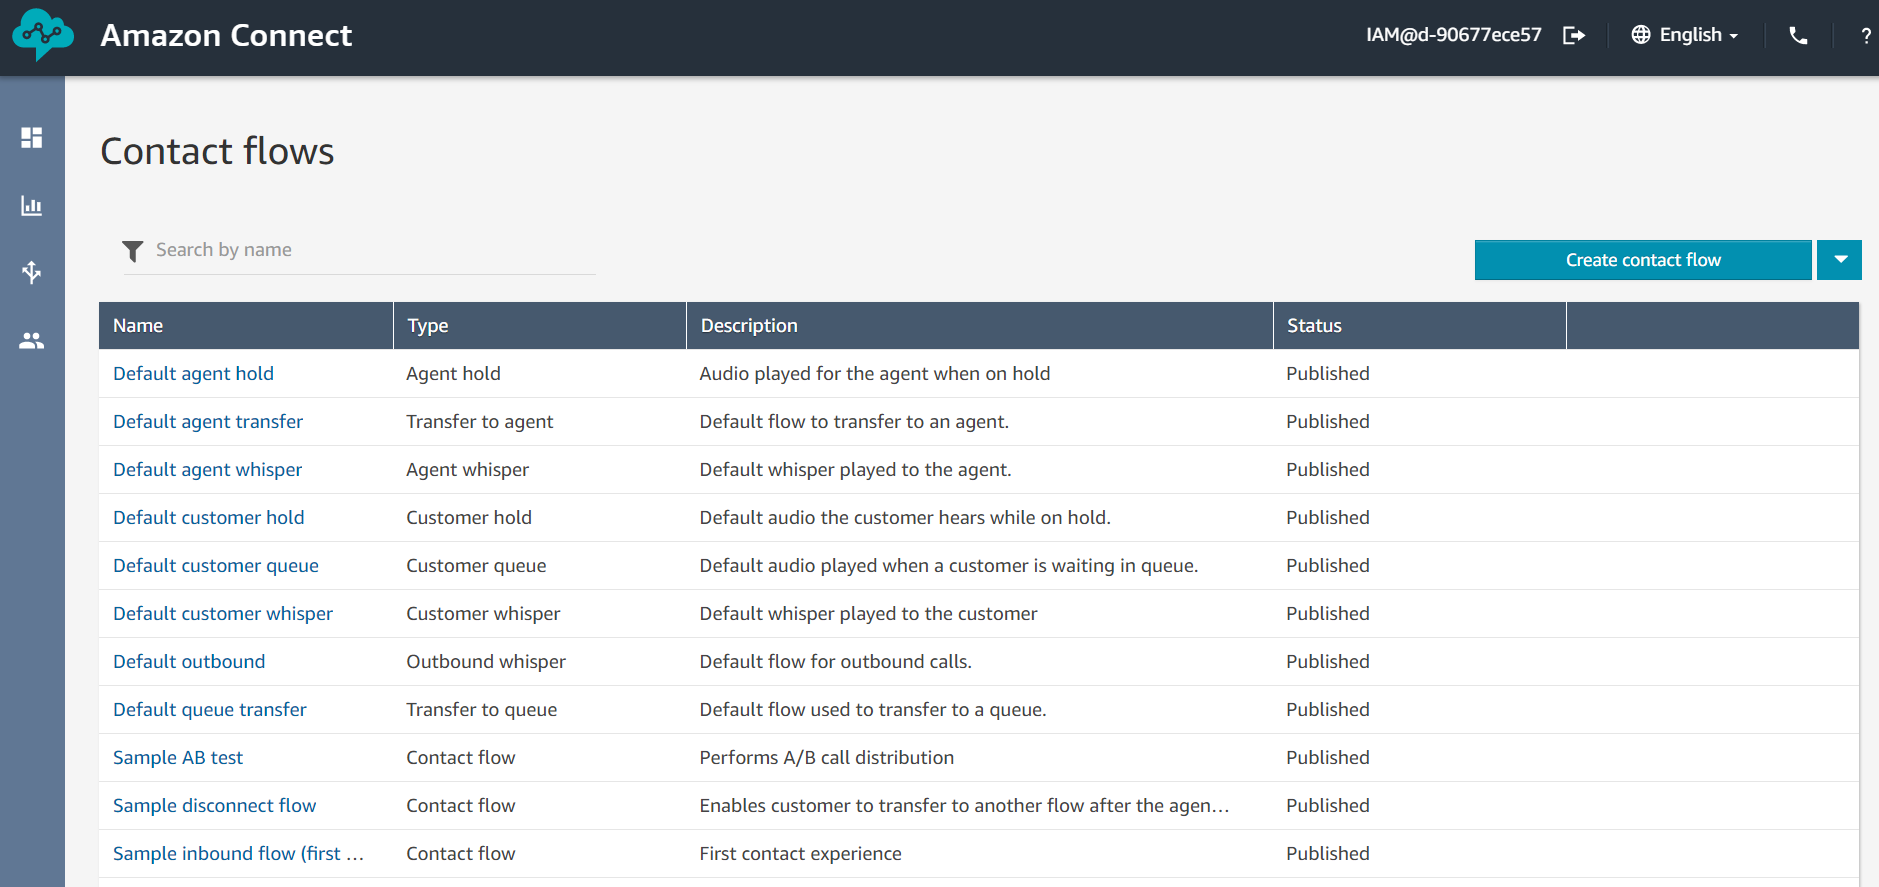 Amazon Connect
IAM@d-90677ece57
English
?
Contact flows
Search by name
Create contact flow
Name Type Description Status
Default agent hold Agent hold Audio played for the agent when on hold Published
Default agent transfer Transfer to agent Default flow to transfer to an agent. Published
Default agent whisper Agent whisper Default whisper played to the agent. Published
Default customer hold Customer hold Default audio the customer hears while on hold. Published
Default customer queue Customer queue Default audio played when a customer is waiting in queue. Published
Default customer whisper Customer whisper Default whisper played to the customer Published
Default outbound Outbound whisper Default flow for outbound calls. Published
Default queue transfer Transfer to queue Default flow used to transfer to a queue. Published
Sample AB test Contact flow Performs A/B call distribution Published
Sample disconnect flow Contact flow Enables customer to transfer to another flow after the agen… Published
Sample inbound flow (first … Contact flow First contact experience Published